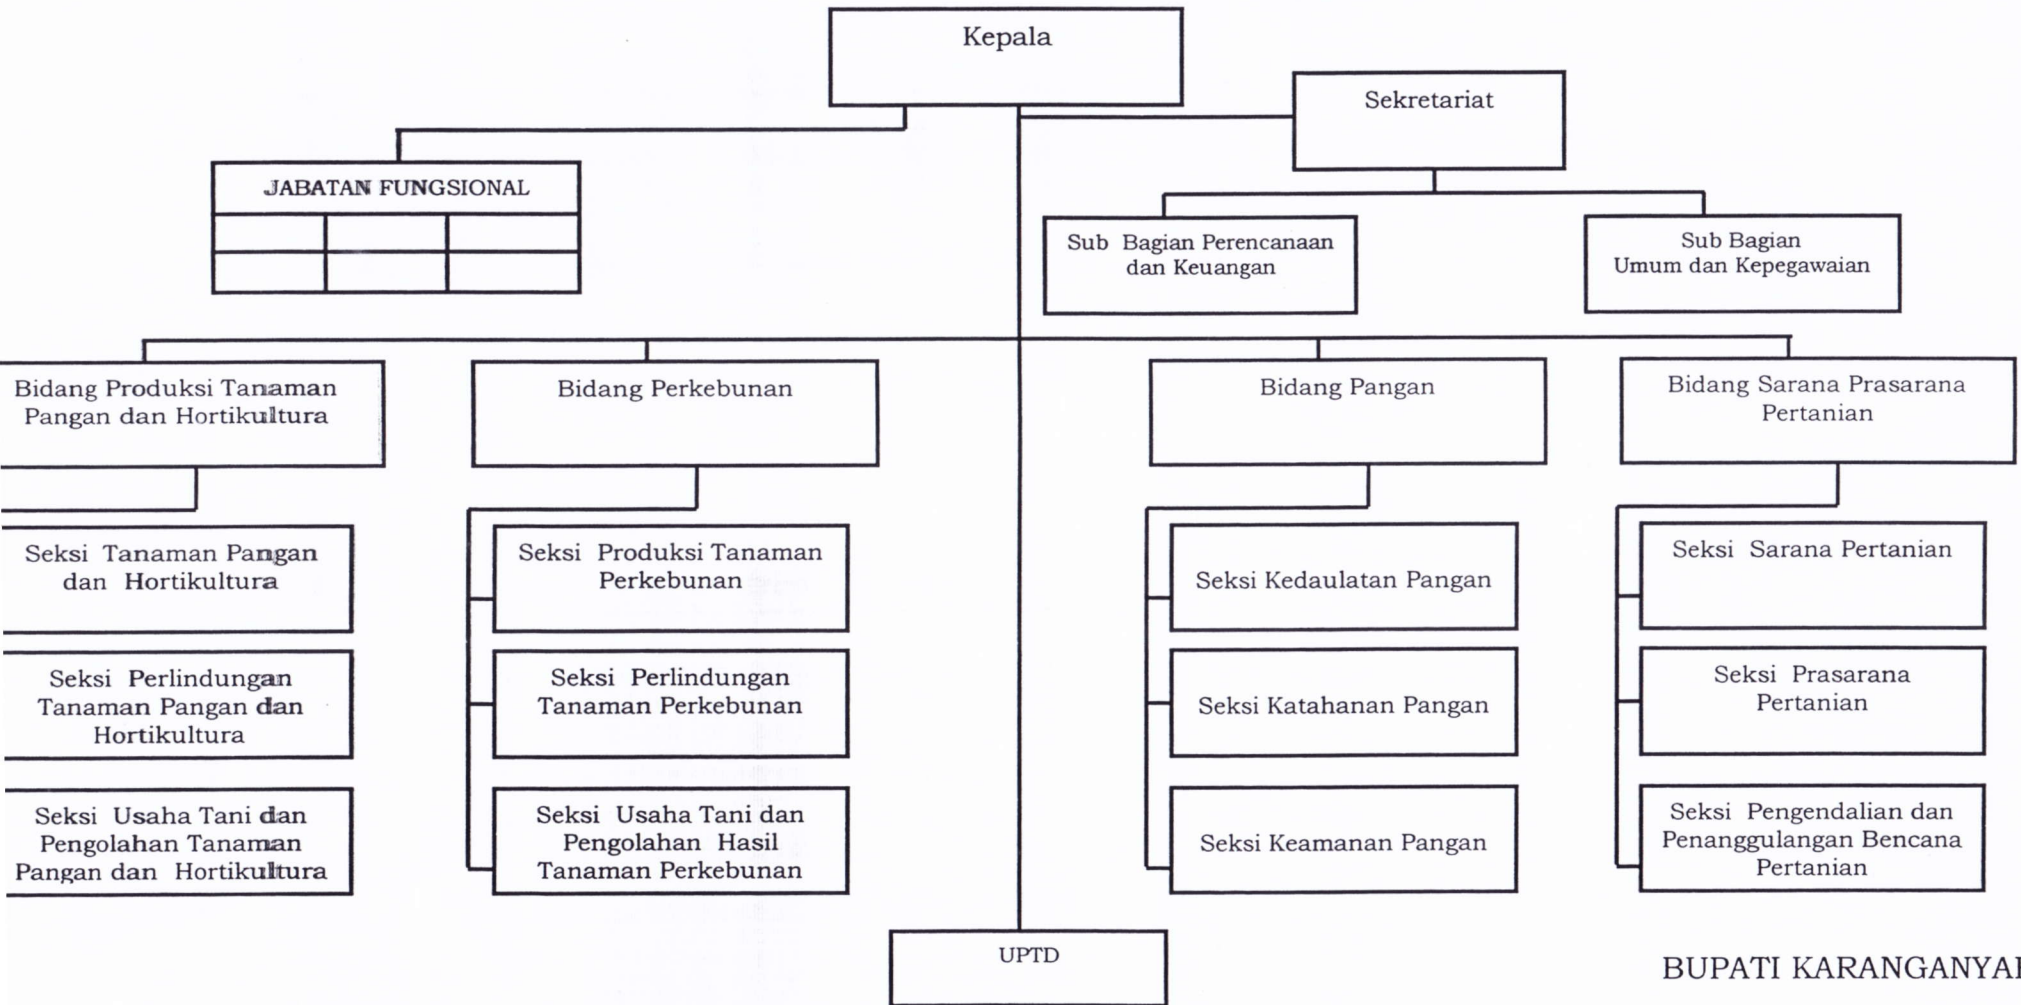 Kepala
Sekretariat
JABATAN FUNGSIONAL
Sub Bagian Perencanaan
dan Keuangan
Sub Bagian
Umum dan Kepegawaian
Bidang Produksi Tanaman
Pangan dan Hortikultura
Bidang Perkebunan
Bidang Pangan
Bidang Sarana Prasarana
Pertanian
Seksi Tanaman Pangan
dan Hortikultura
Seksi Produksi Tanaman
Perkebunan
Seksi Kedaulatan Pangan
Seksi Sarana Pertanian
Seksi Perlindungan
Tanaman Pangan dan
Hortikultura
Seksi Perlindungan
Tanaman Perkebunan
Seksi Katahanan Pangan
Seksi Prasarana
Pertanian
Seksi Usaha Tani dan
Pengolahan Tanaman
Pangan dan Hortikultura
Seksi Usaha Tani dan
Pengolahan Hasil
Tanaman Perkebunan
Seksi Keamanan Pangan
Seksi Pengendalian dan
Penanggulangan Bencana
Pertanian
UPTD
BUPATI KARANGANYAR